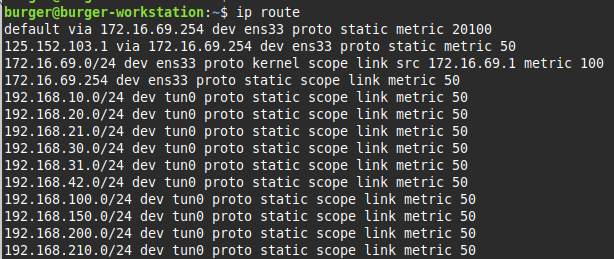 burger@burger-workstation:~$ ip route
default via 172.16.69.254 dev ens33 proto static metric 20100
125.152.103.1 via 172.16.69.254 dev ens33 proto static metric 50
172.16.69.0/24 dev ens33 proto kernel scope link src 172.16.69.1 metric 100
172.16.69.254 dev ens33 proto static scope link metric 50
192.168.10.0/24 dev tun0 proto static scope link metric 50
192.168.20.0/24 dev tun0 proto static scope link metric 50
192.168.21.0/24 dev tun0 proto static scope link metric 50
192.168.30.0/24 dev tun0 proto static scope link metric 50
192.168.31.0/24 dev tun0 proto static scope link metric 50
192.168.42.0/24 dev tun0 proto static scope link metric 50
192.168.100.0/24 dev tun0 proto static scope link metric 50
192.168.150.0/24 dev tun0 proto static scope link metric 50
192.168.200.0/24 dev tun0 proto static scope link metric 50
192.168.210.0/24 dev tun0 proto static scope link metric 50